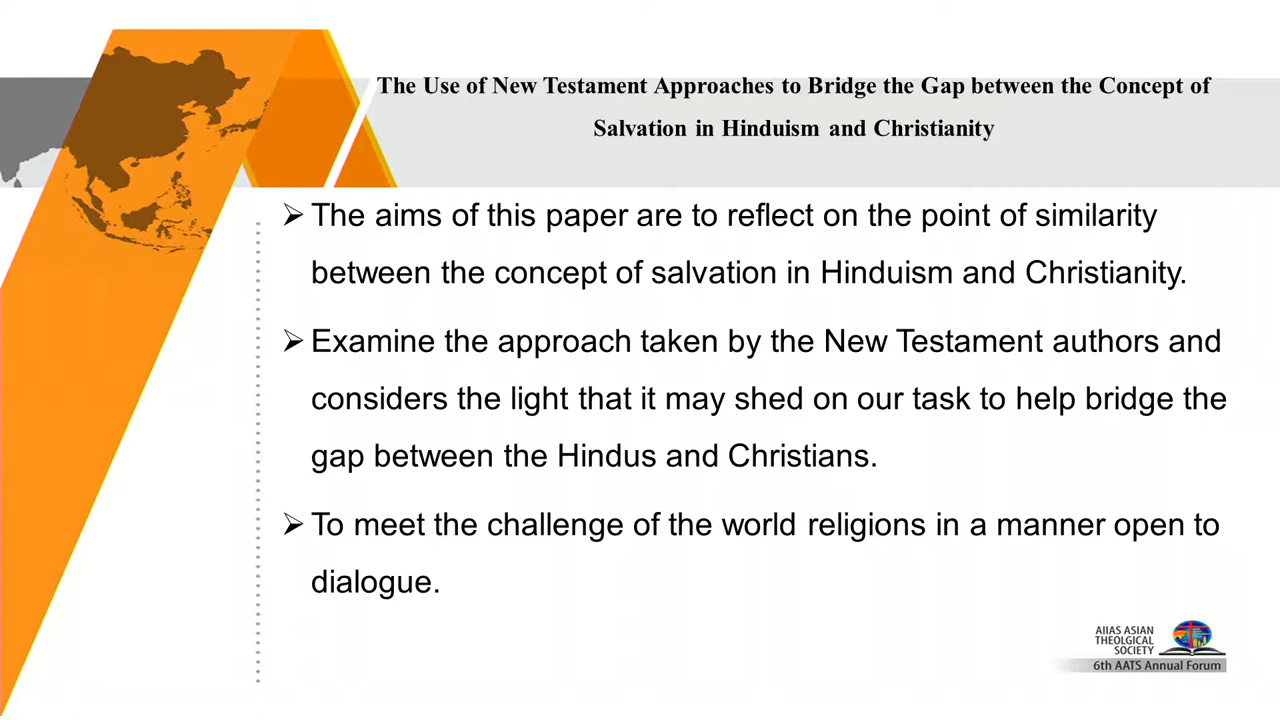 The Use of New Testament Approaches to Bridge the Gap between the Concept of
Salvation in Hinduism and Christianity
➢ The aims of this paper are to reflect on the point of similarity
between the concept of salvation in Hinduism and Christianity.
➢ Examine the approach taken by the New Testament authors and
considers the light that it may shed on our task to help bridge the
gap between the Hindus and Christians.
➢ To meet the challenge of the world religions in a manner open to
dialogue.
AIIAS ASIAN
THEOLGICAL
SOCIETY
6th AATS Annual Forum